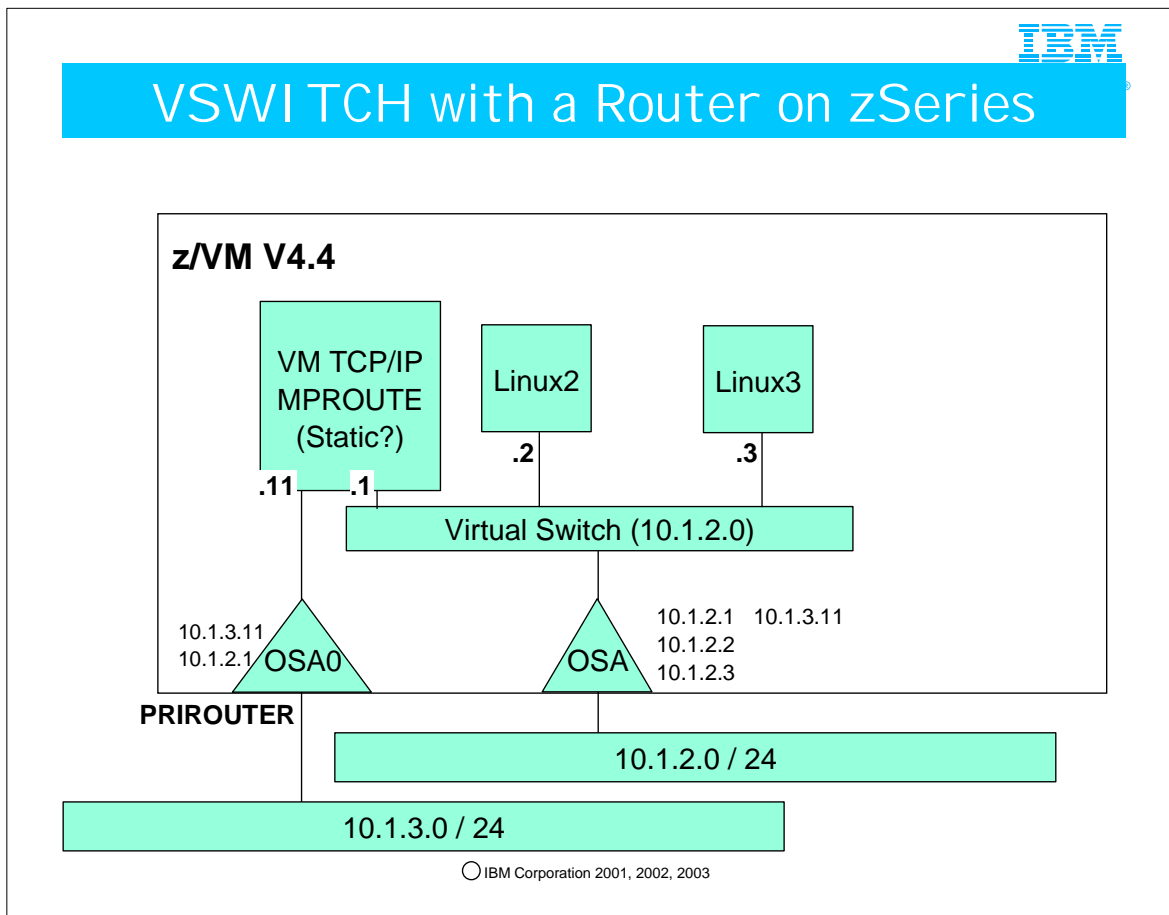 IBM
®
VSWITCH with a Router on zSeries
z/VM V4.4
VM TCP/IP
MPROUTE
(Static?)
Linux2
Linux3
.11
.1
.2
.3
Virtual Switch (10.1.2.0)
10.1.3.11
10.1.2.1
OSA0
OSA
10.1.2.1 10.1.3.11
10.1.2.2
10.1.2.3
PRIROUTER
10.1.2.0 / 24
10.1.3.0 / 24
IBM Corporation 2001, 2002, 2003